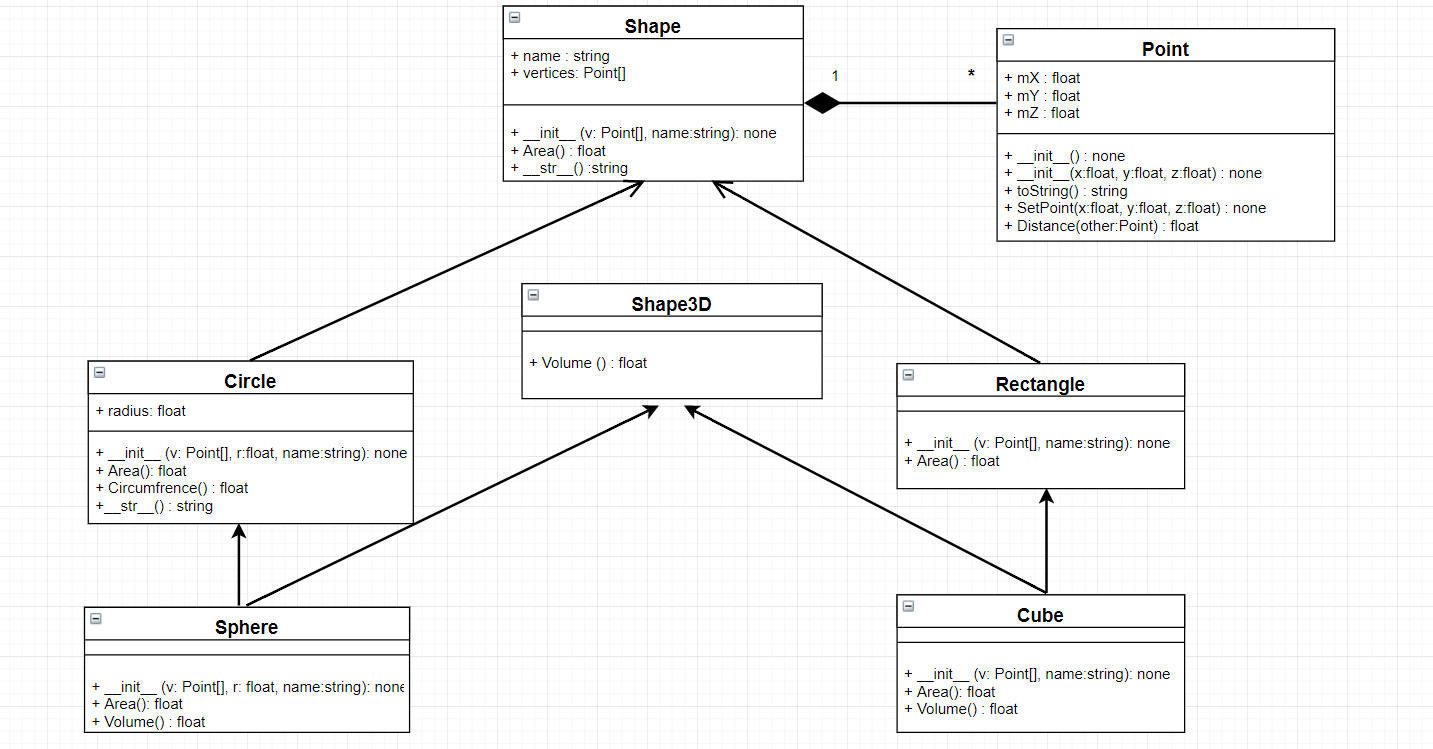 Shape
+ name : string
+ vertices: Point[]
+ __init__ (v: Point[], name:string): none
+ Area() : float
+ __str__() :string
1
*
Point
+ mX : float
+ mY : float
+ mZ : float
+ __init__() : none
+ __init__(x:float, y:float, z:float) : none
+ toString() : string
+ SetPoint(x:float, y:float, z:float) : none
+ Distance(other:Point) : float
Shape3D
+ Volume () : float
Circle
+ radius: float
+ __init__ (v: Point[], r:float, name:string): none
+ Area(): float
+ Circumfrence() : float
+__str__() : string
Rectangle
+ __init__ (v: Point[], name:string): none
+ Area() : float
Sphere
+ __init__ (v: Point[], r: float, name:string): none
+ Area(): float
+ Volume() : float
Cube
+ __init__ (v: Point[], name:string): none
+ Area(): float
+ Volume() : float